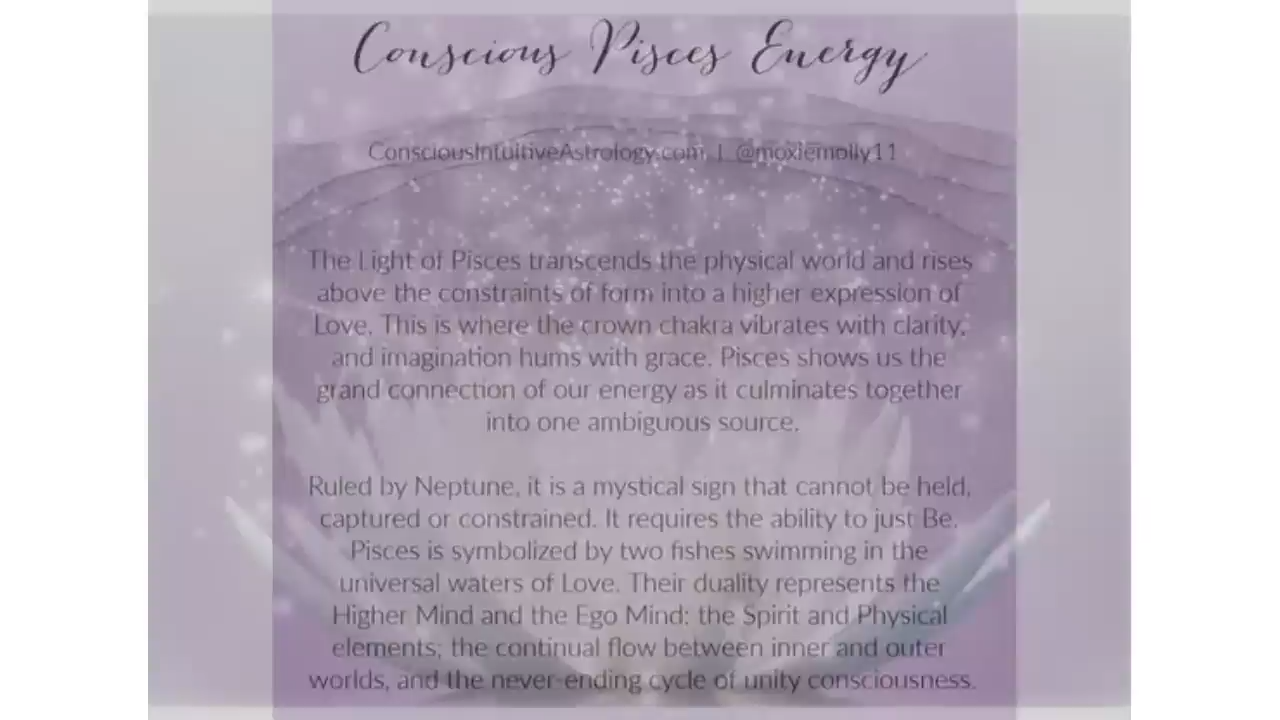 Conscious Pisces Energy
ConsciousIntuitiveAstrology.com | @moxiemolly11
The Light of Pisces transcends the physical world and rises
above the constraints of form into a higher expression of
Love. This is where the crown chakra vibrates with clarity,
and imagination hums with grace. Pisces shows us the
grand connection of our energy as it culminates together
into one ambiguous source.
Ruled by Neptune, it is a mystical sign that cannot be held,
captured or constrained. It requires the ability to just Be.
Pisces is symbolized by two fishes swimming in the
universal waters of Love. Their duality represents the
Higher Mind and the Ego Mind; the Spirit and Physical
elements; the continual flow between inner and outer
worlds, and the never-ending cycle of unity consciousness.